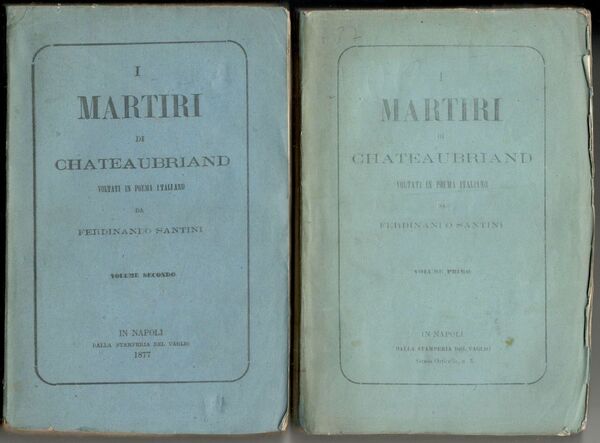 I
MARTIRI
DI
CHATEAUBRIAND
VOLTATI IN POEMA ITALIANO
DA
FERDINANDO SANTINI
VOLUME SECONDO
IN NAPOLI
DALLA STAMPERIA DEL VAGLIO
1877
I
MARTIRI
DI
CHATEAUBRIAND
VOLTATI IN POEMA ITALIANO
DA
FERDINANDO SANTINI
VOLUME PRIMO
IN NAPOLI
DALLA STAMPERIA DEL VAGLIO